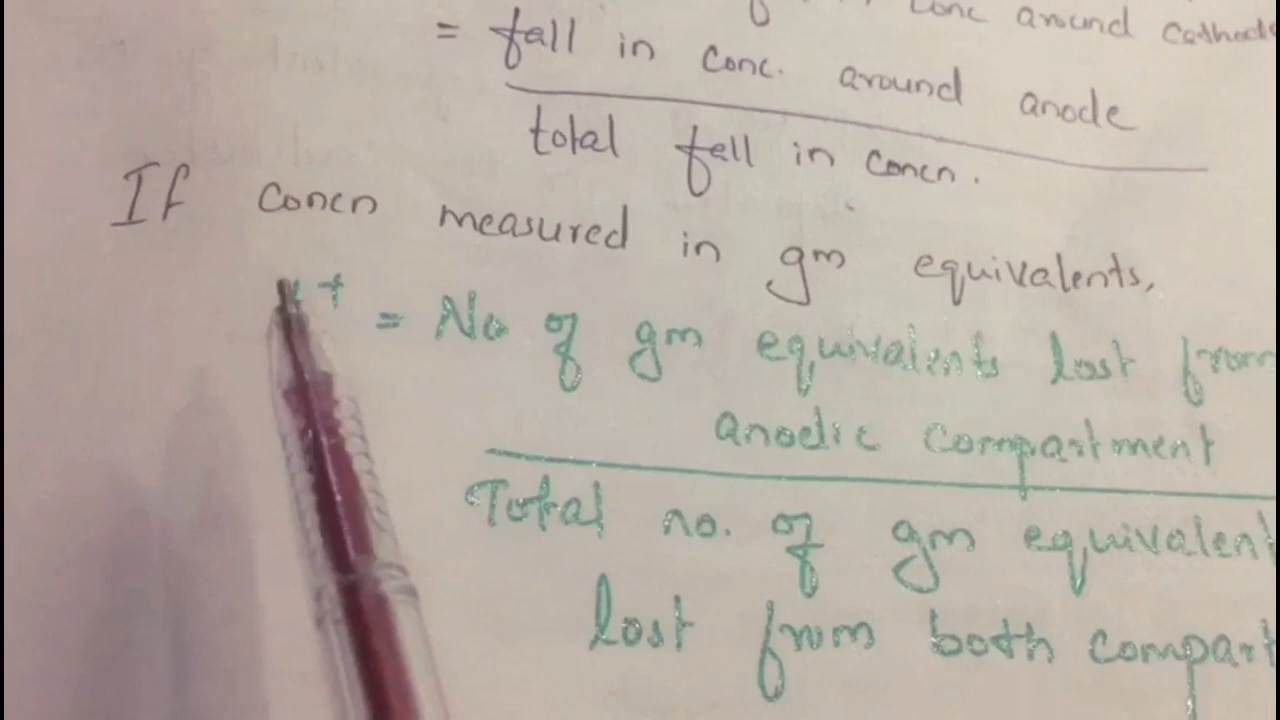 conc around cathode
= fall in conc. around anode
total fall in concn.
If concn measured in gm equivalents,
+ = No of gm equivalents lost from
anodic compartment
Total no. of gm equivalent
lost from both compart